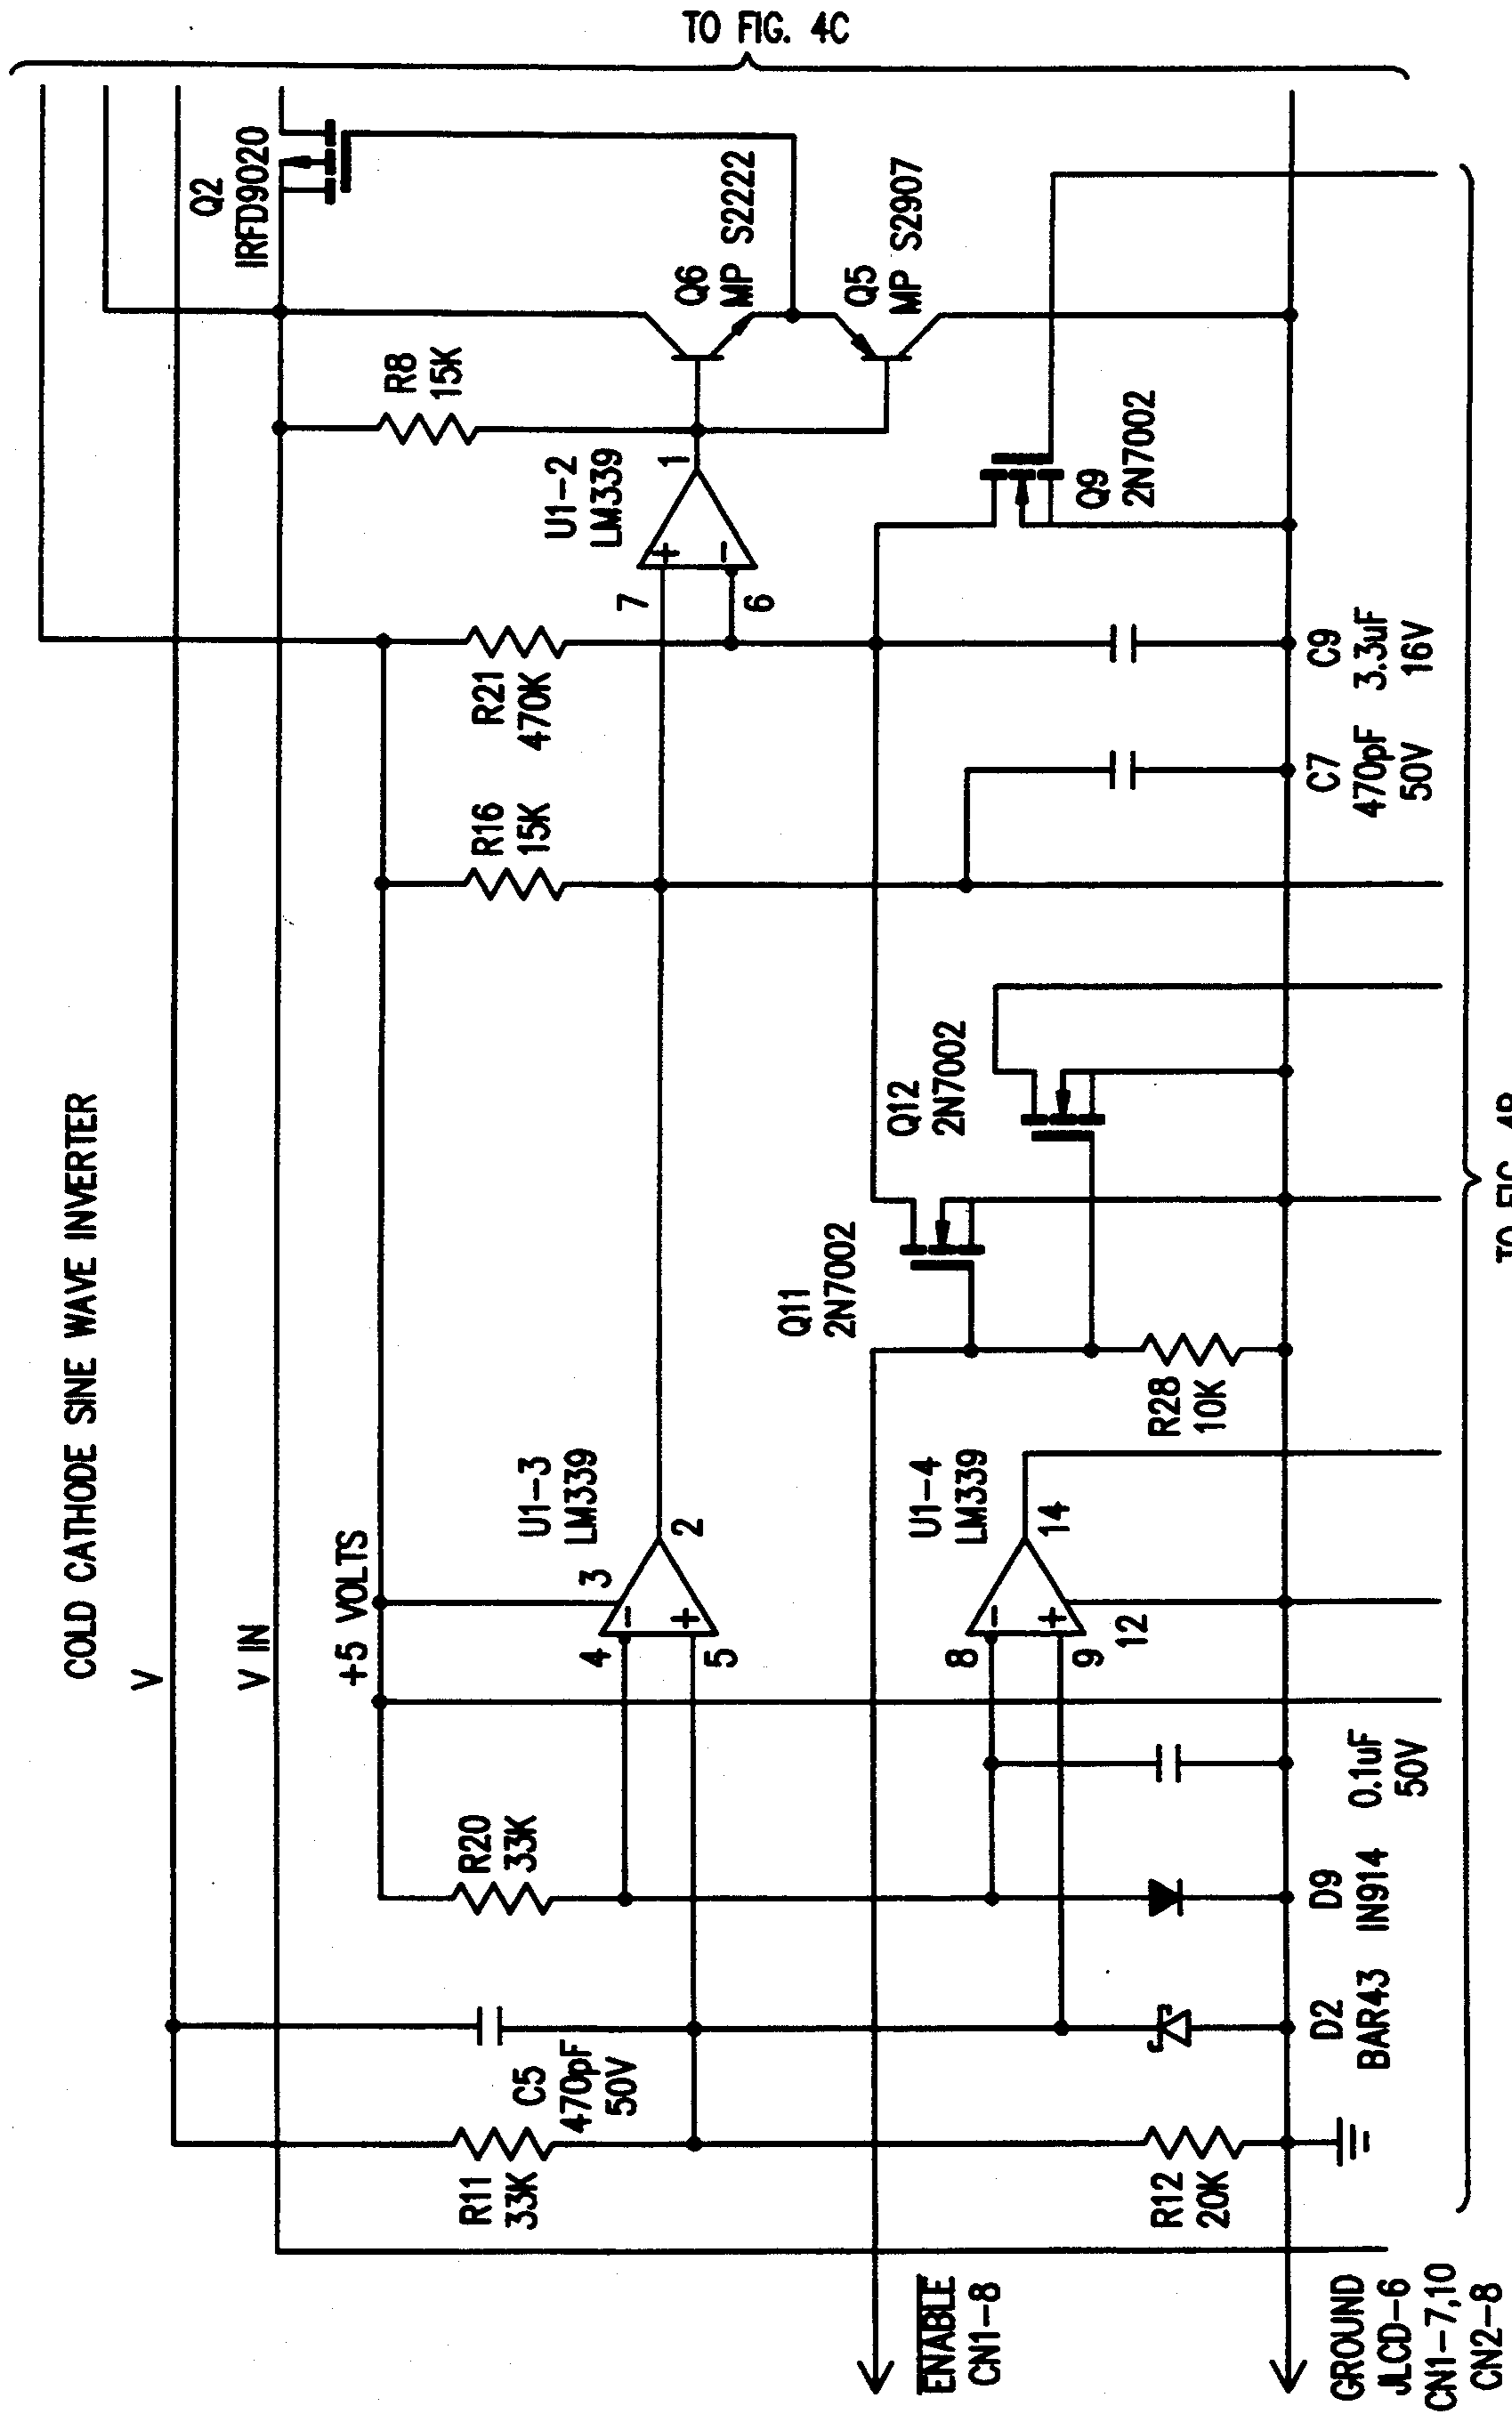 COLD CATHODE SINE WAVE INVERTER
TO FIG. 4C
V
V IN
+5 VOLTS
Q2
IRFD9020
R8
15K
Q6
MP S2222
Q5
MP S2907
U1-2
LM339
1
7
6
+
-
R21
470K
R16
15K
Q9
2N7002
C9
3.3uF
16V
C7
470pF
50V
Q12
2N7002
Q11
2N7002
R28
10K
U1-3
LM339
3
2
4
5
-
+
U1-4
LM339
14
8
9
12
-
+
R20
33K
0.1uF
50V
D9
IN914
D2
BAR43
C5
470pF
50V
R11
33K
R12
20K
ENABLE
CN1-8
GROUND
JLCD-6
CN1-7,10
CN2-8
TO FIG. 4B